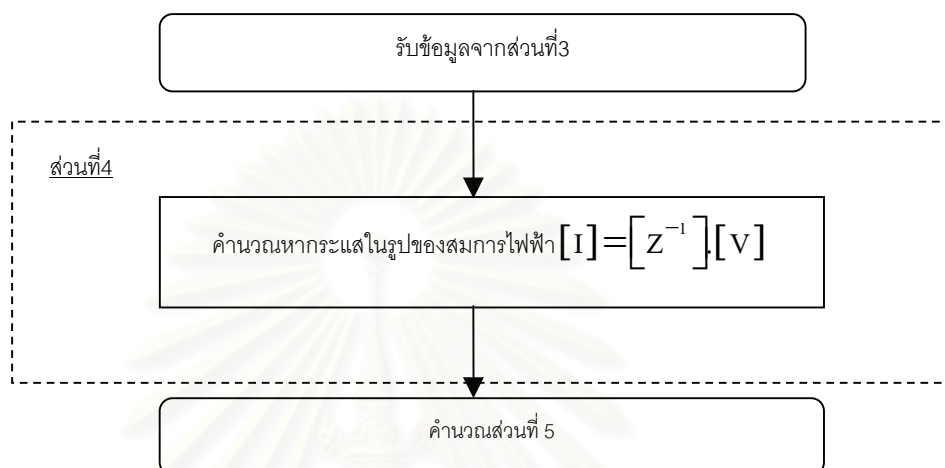 รับข้อมูลจากส่วนที่3
ส่วนที่4
คำนวณหากระแสในรูปของสมการไฟฟ้า [I]=[Z⁻¹].[V]
คำนวณส่วนที่ 5